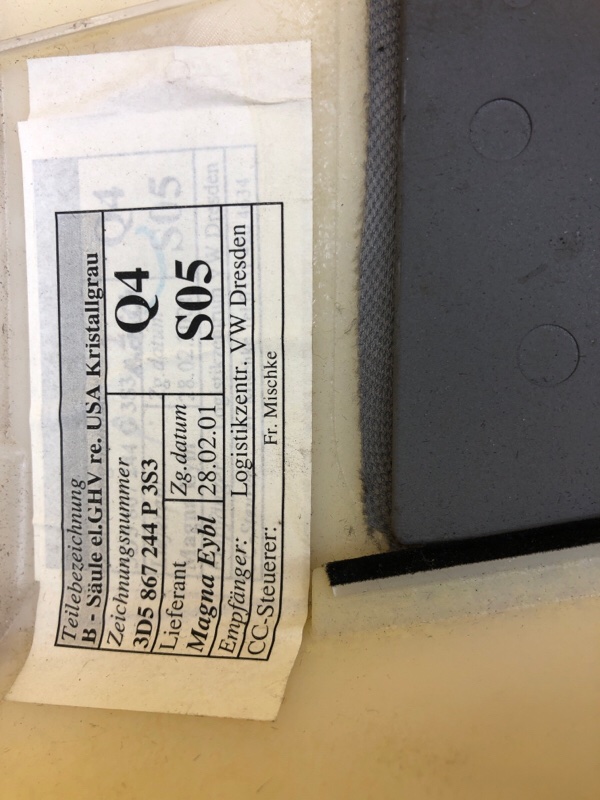 Teilebezeichnung
B - Säule el.GHV re. USA Kristallgrau
Zeichnungsnummer
3D5 867 244 P 3S3
Q4
Lieferant
Magna Eybl
Zg.datum
28.02.01
S05
Empfänger: Logistikzentr. VW Dresden
CC-Steuerer: Fr. Mischke